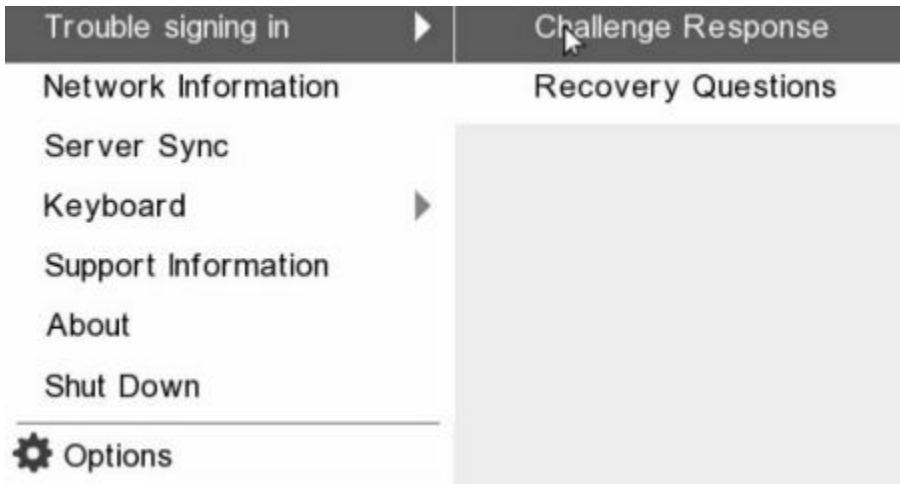 Trouble signing in
Challenge Response
Network Information
Recovery Questions
Server Sync
Keyboard
Support Information
About
Shut Down
Options